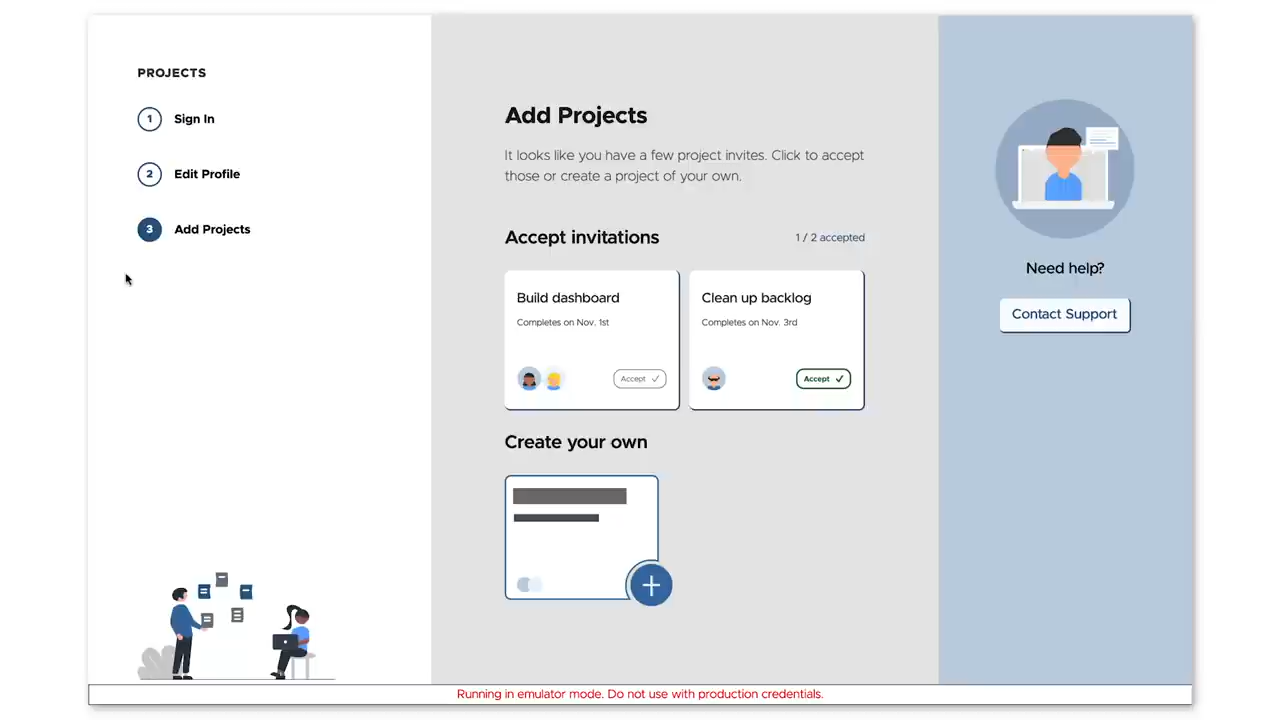 PROJECTS
1 Sign In
2 Edit Profile
3 Add Projects
Add Projects
It looks like you have a few project invites. Click to accept
those or create a project of your own.
Accept invitations
1 / 2 accepted
Build dashboard
Completes on Nov. 1st
Accept ✓
Clean up backlog
Completes on Nov. 3rd
Accept ✓
Create your own
Need help?
Contact Support
Running in emulator mode. Do not use with production credentials.